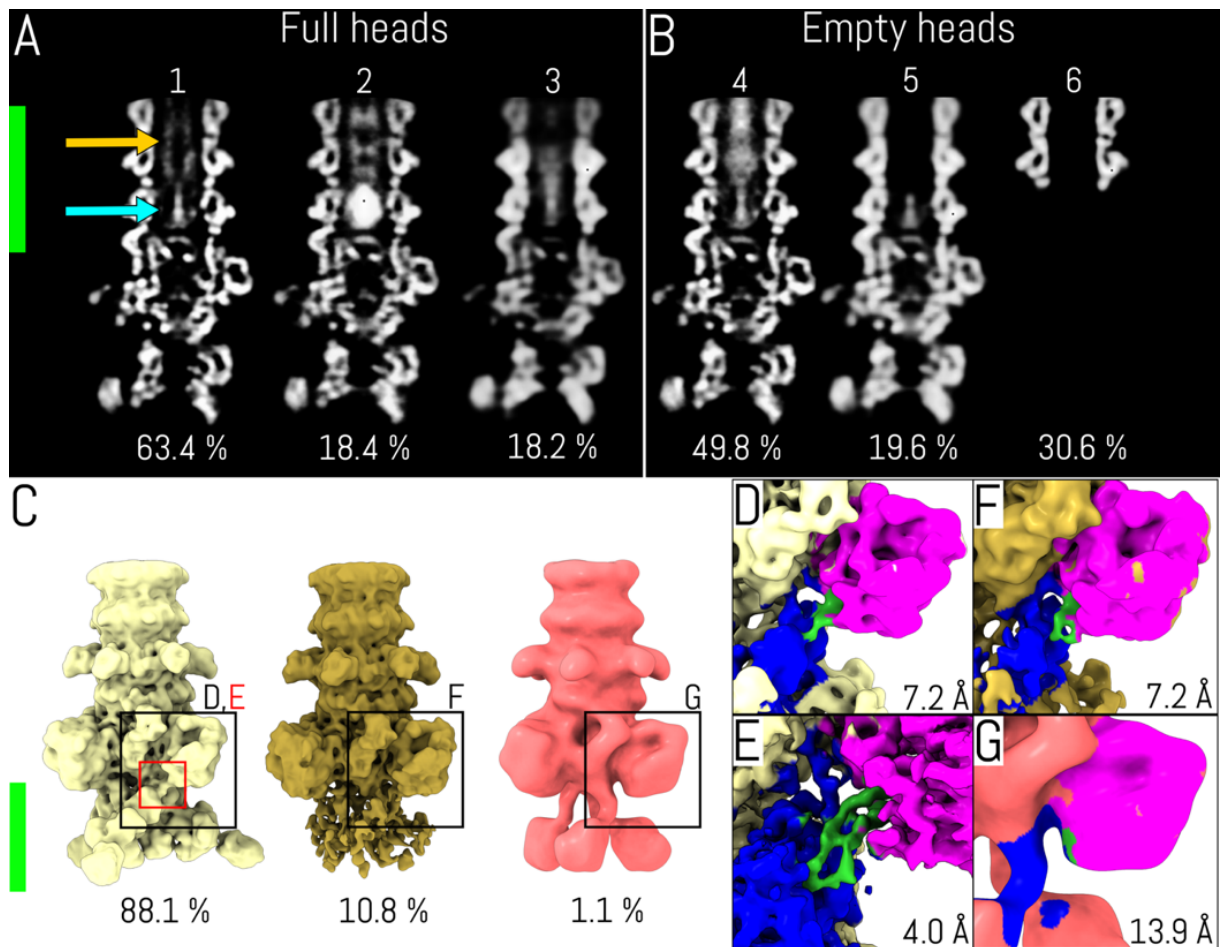 A Full heads
B Empty heads
1 2 3
4 5 6
63.4 % 18.4 % 18.2 %
49.8 % 19.6 % 30.6 %
C
D,E F G
88.1 % 10.8 % 1.1 %
D
7.2 Å
F
7.2 Å
E
4.0 Å
G
13.9 Å